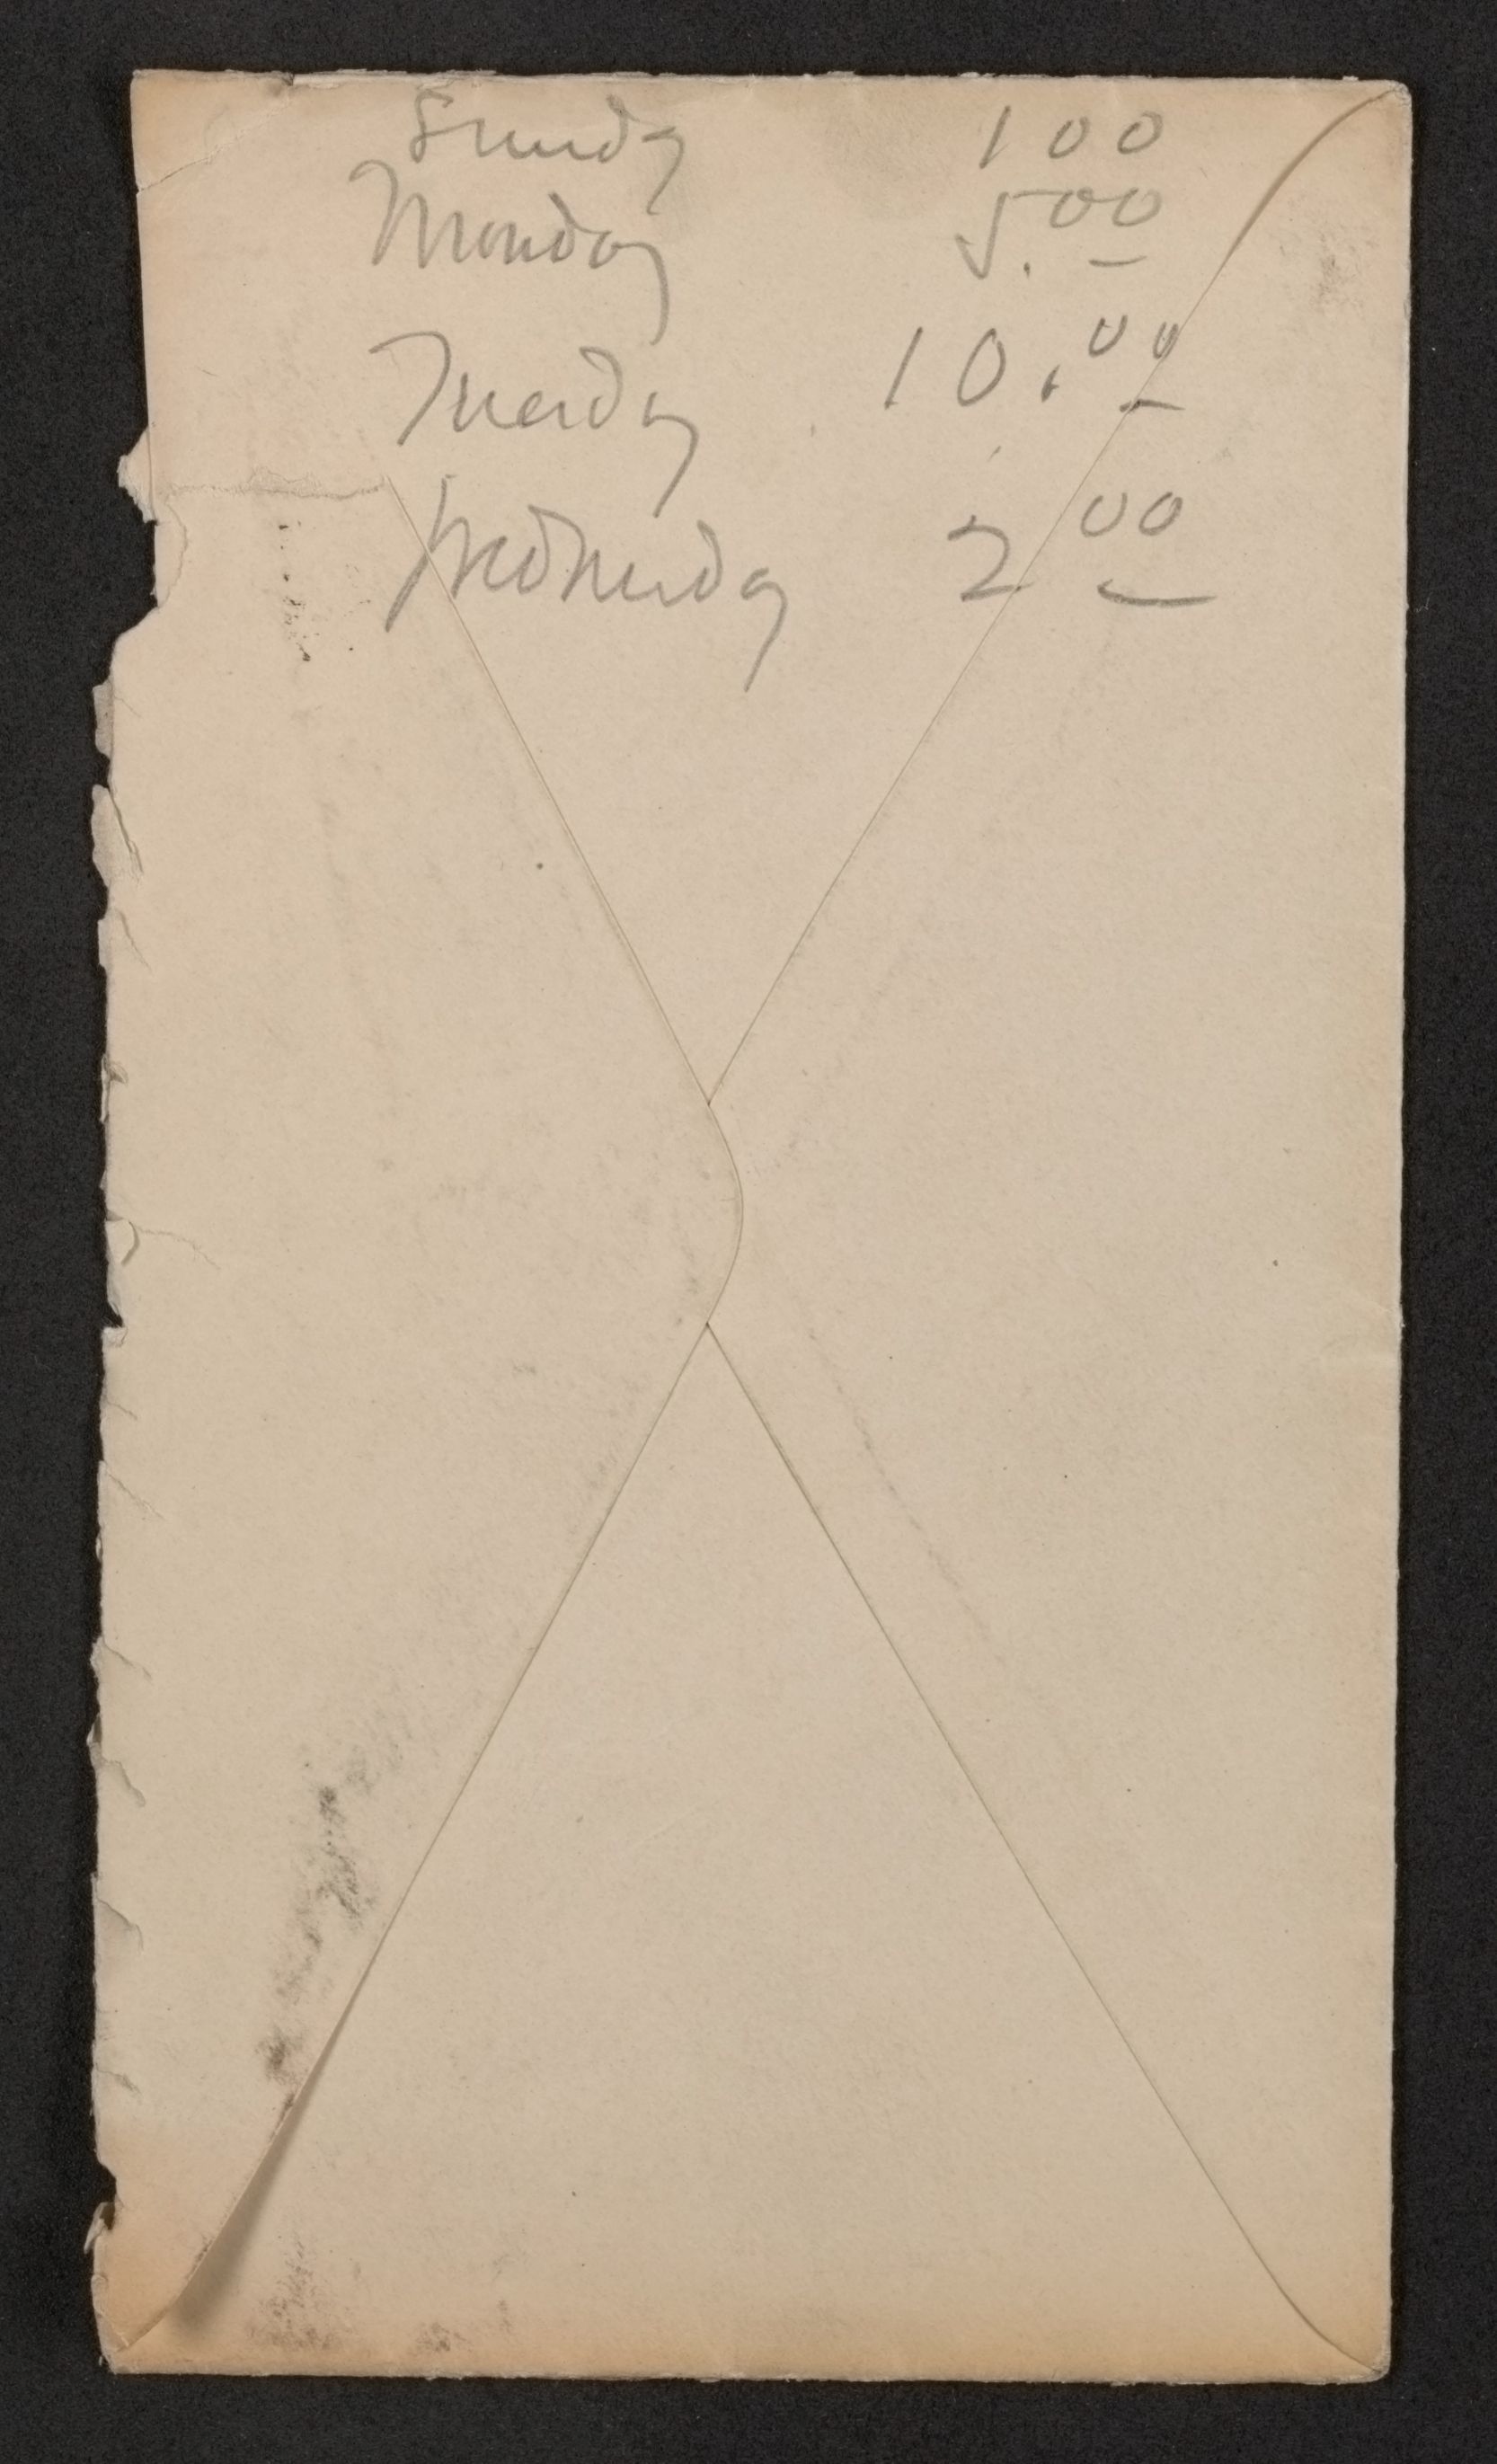 Sunday 1 00
Monday 5.00
Tuesday 10.00
Wednesday 2 00